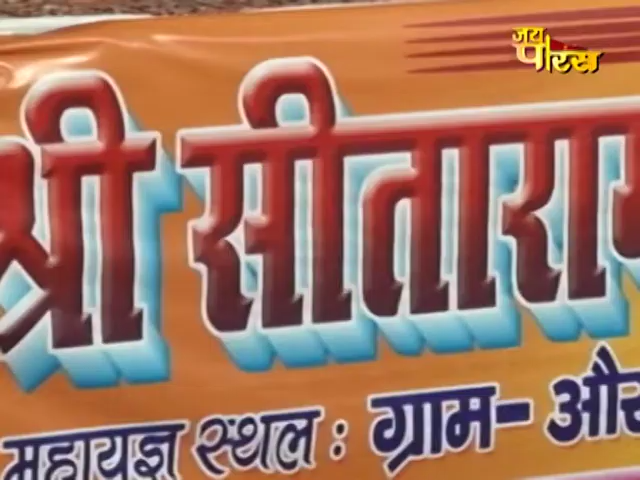 जय
पारस
श्री सीताराम
महायज्ञ स्थल : ग्राम-